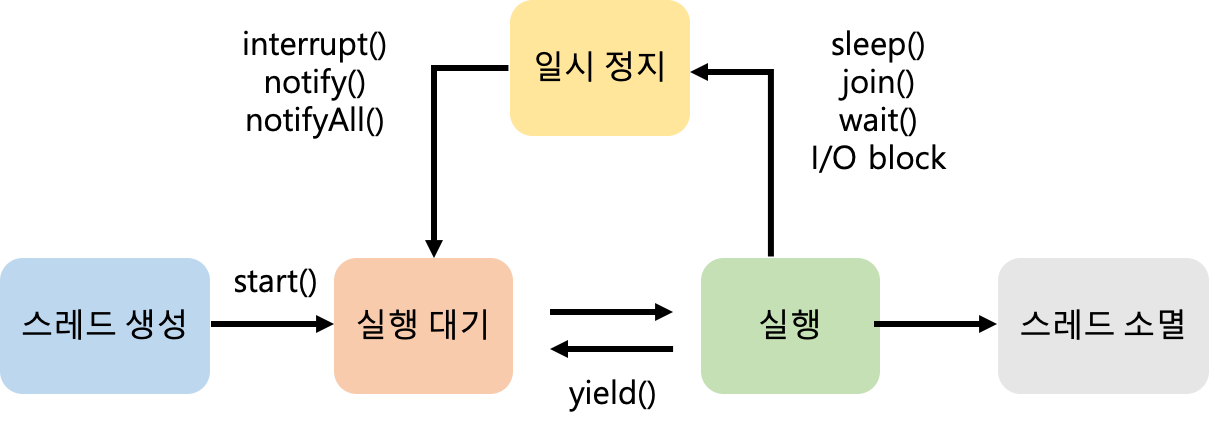 interrupt()
notify()
notifyAll()
일시 정지
sleep()
join()
wait()
I/O block
스레드 생성
start()
실행 대기
yield()
실행
스레드 소멸